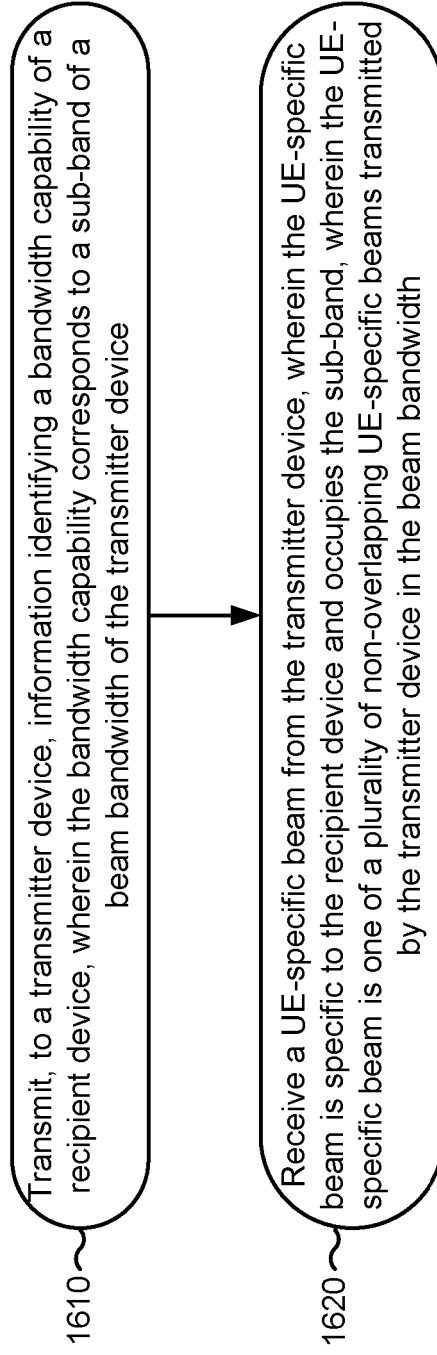 1610
Transmit, to a transmitter device, information identifying a bandwidth capability of a
recipient device, wherein the bandwidth capability corresponds to a sub-band of a
beam bandwidth of the transmitter device
1620
Receive a UE-specific beam from the transmitter device, wherein the UE-specific
beam is specific to the recipient device and occupies the sub-band, wherein the UE-
specific beam is one of a plurality of non-overlapping UE-specific beams transmitted
by the transmitter device in the beam bandwidth